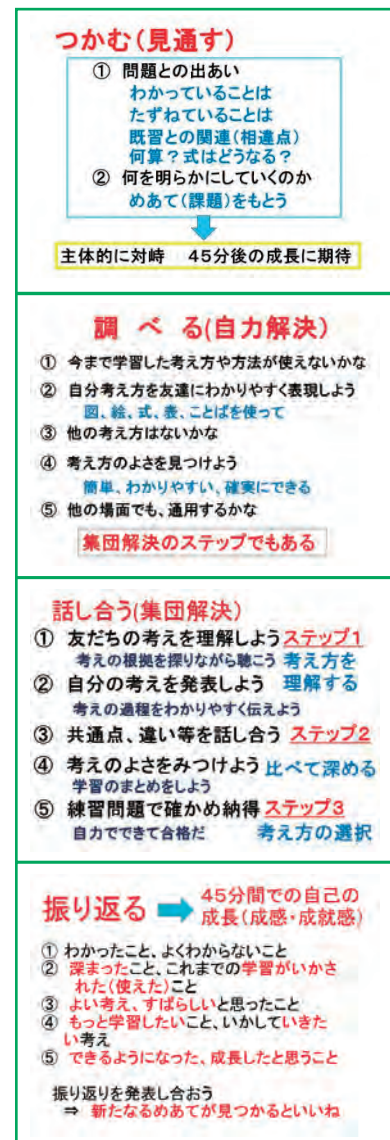 つかむ(見通す)
① 問題との出あい
わかっていることは
たずねていることは
既習との関連(相違点)
何算?式はどうなる?
② 何を明らかにしていくのか
めあて(課題)をもとう
主体的に対峙 45分後の成長に期待
調 べ る(自力解決)
① 今まで学習した考え方や方法が使えないかな
② 自分考え方を友達にわかりやすく表現しよう
図、絵、式、表、ことばを使って
③ 他の考え方はないかな
④ 考え方のよさを見つけよう
簡単、わかりやすい、確実にできる
⑤ 他の場面でも、通用するかな
集団解決のステップでもある
話し合う(集団解決)
① 友だちの考えを理解しよう ステップ1
考えの根拠を探りながら聴こう 考え方を
② 自分の考えを発表しよう 理解する
考えの過程をわかりやすく伝えよう
③ 共通点、違い等を話し合う ステップ2
④ 考えのよさをみつけよう 比べて深める
学習のまとめをしよう
⑤ 練習問題で確かめ納得 ステップ3
自力でできて合格だ 考え方の選択
振り返る 45分間での自己の
成長(成感・成就感)
① わかったこと、よくわからないこと
② 深まったこと、これまでの学習がいかさ
れた(使えた)こと
③ よい考え、すばらしいと思ったこと
④ もっと学習したいこと、いかしていきた
い考え
⑤ できるようになった、成長したと思うこと
振り返りを発表し合おう
⇒ 新たなるめあてが見つかるといいね